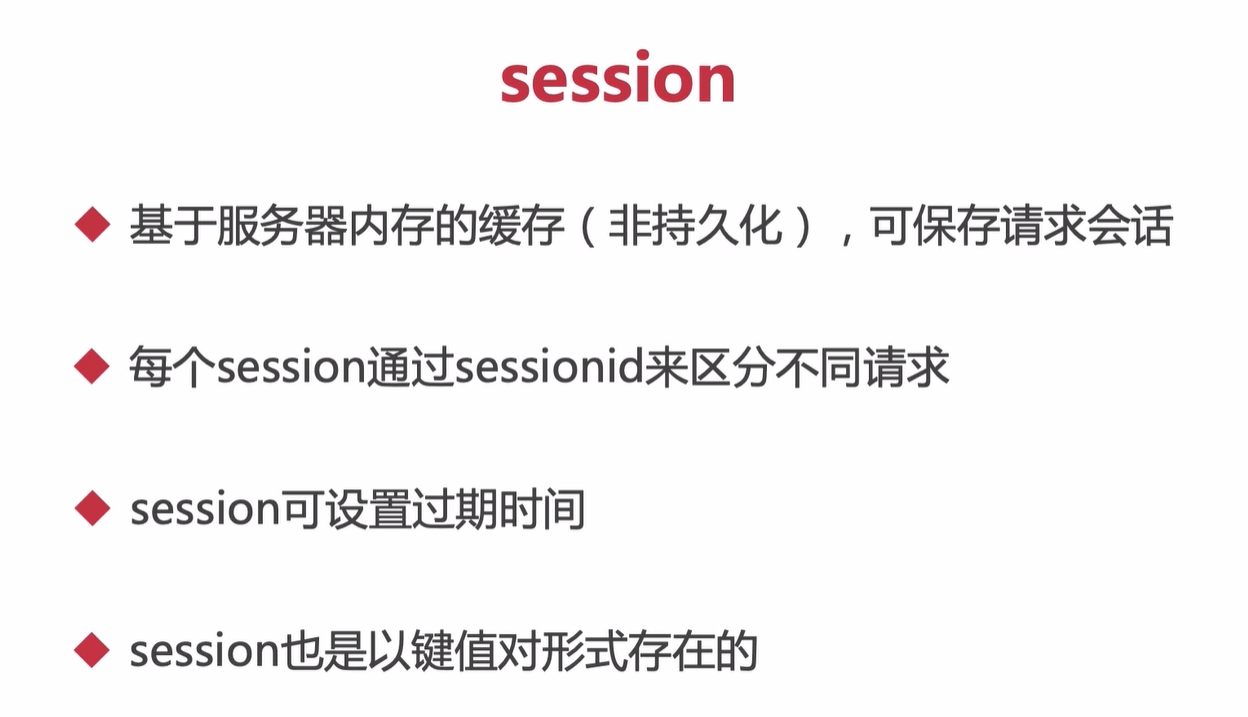 session
基于服务器内存的缓存（非持久化），可保存请求会话
每个session通过sessionid来区分不同请求
session可设置过期时间
session也是以键值对形式存在的